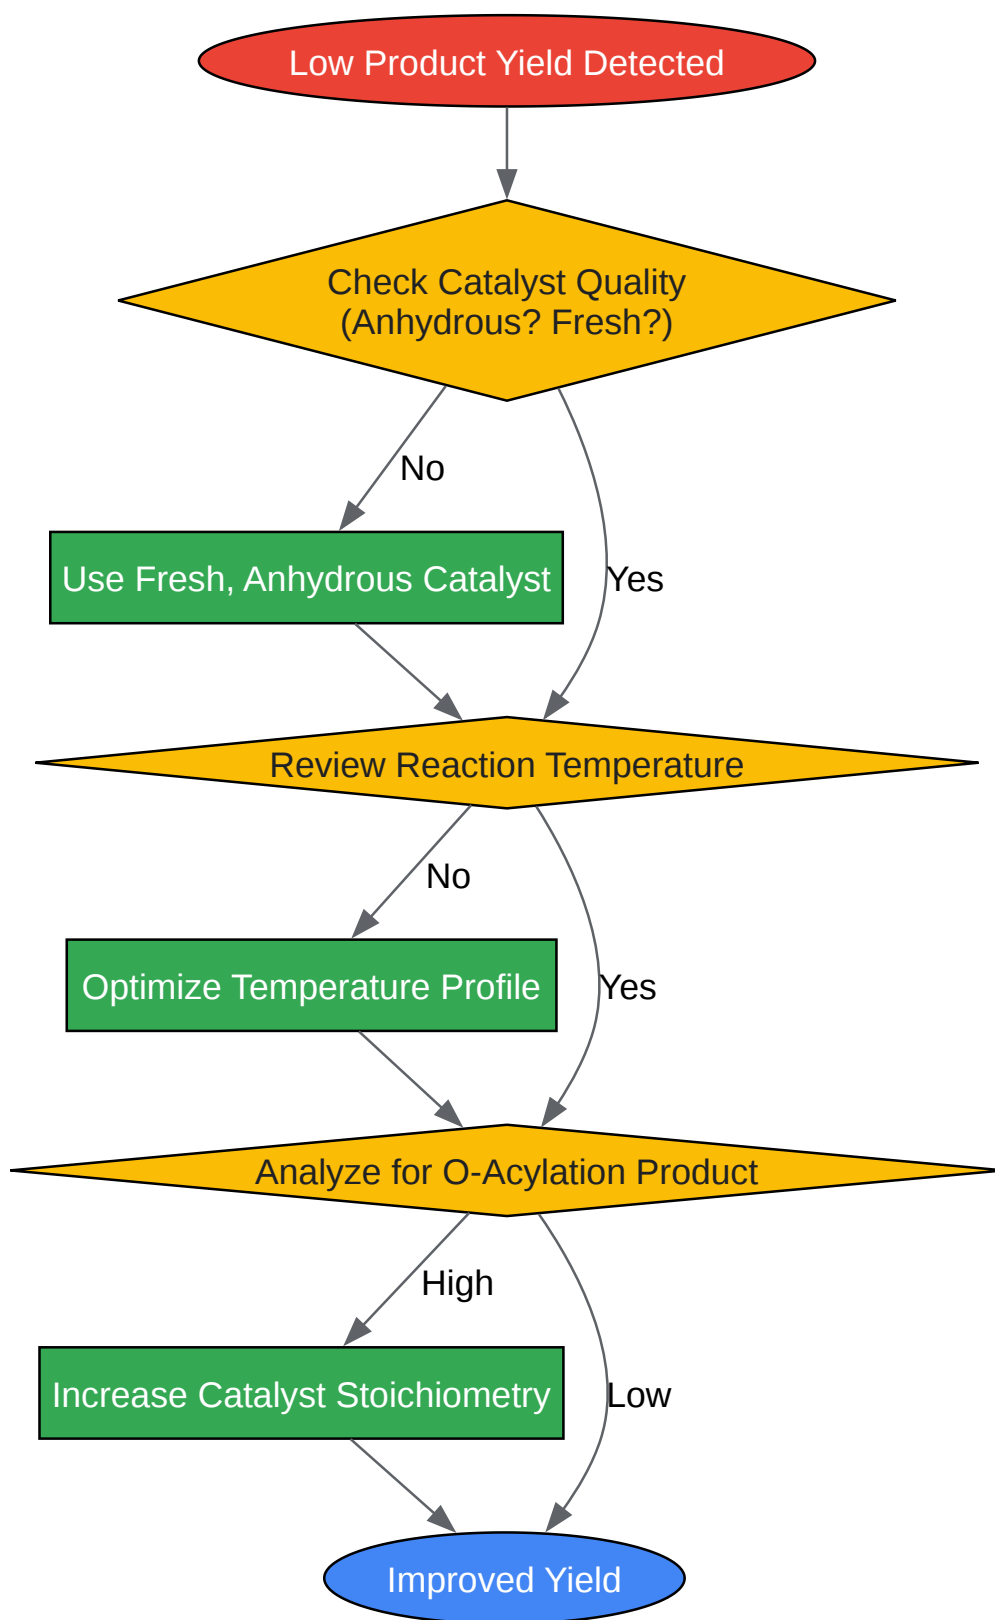 Low Product Yield Detected
Check Catalyst Quality
(Anhydrous? Fresh?)
No
Use Fresh, Anhydrous Catalyst
Yes
Review Reaction Temperature
No
Optimize Temperature Profile
Yes
Analyze for O-Acylation Product
High
Increase Catalyst Stoichiometry
Low
Improved Yield